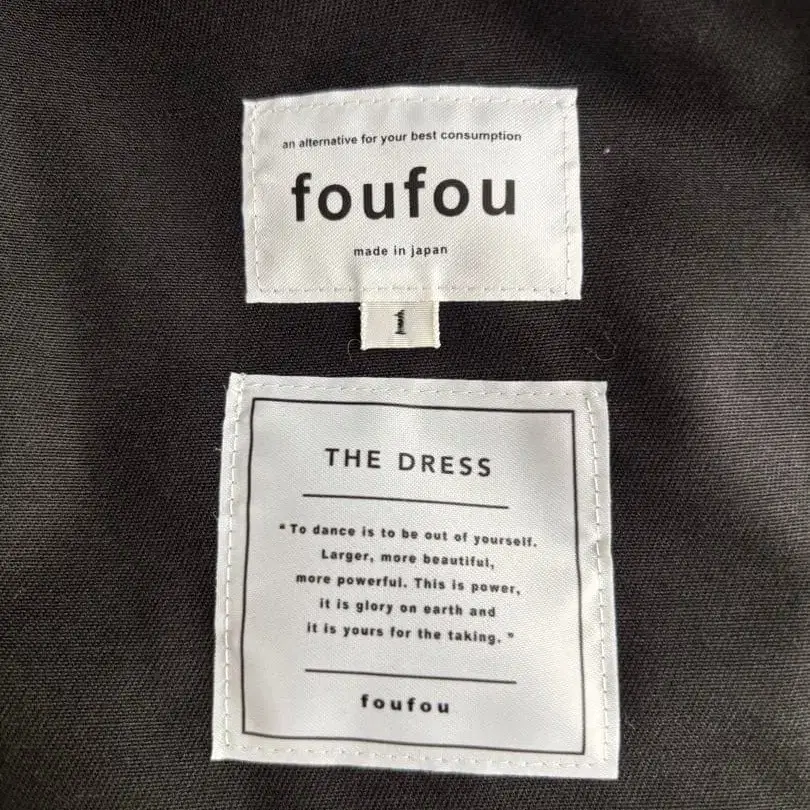 an alternative for your best consumption
foufou
made in japan
1
THE DRESS
“To dance is to be out of yourself.
Larger, more beautiful,
more powerful. This is power,
it is glory on earth and
it is yours for the taking.”
foufou